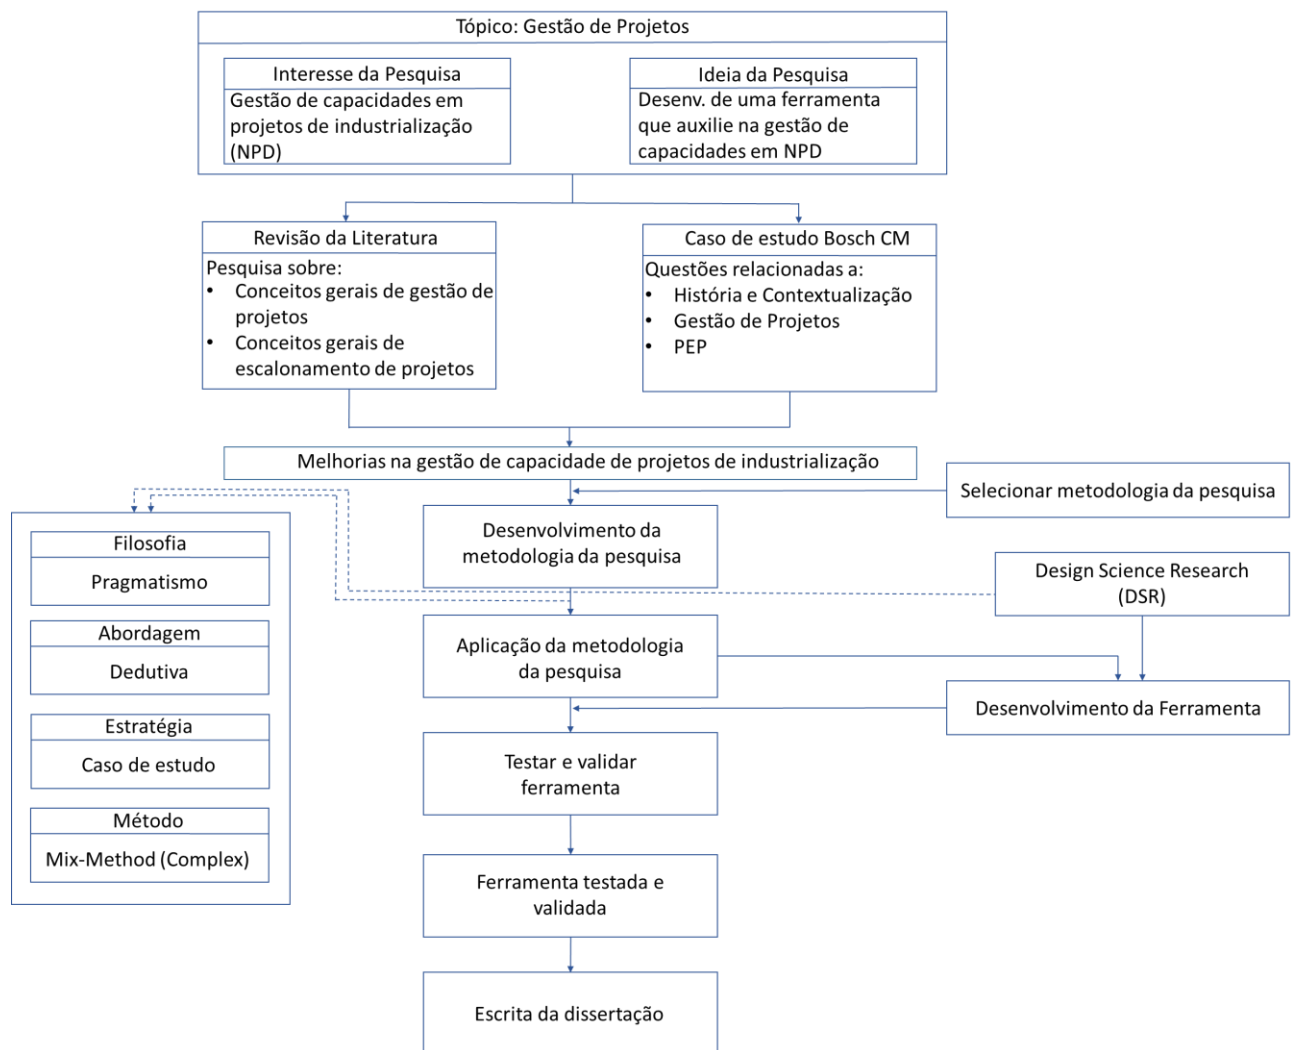 Tópico: Gestão de Projetos
Interesse da Pesquisa
Gestão de capacidades em
projetos de industrialização
(NPD)
Ideia da Pesquisa
Desenv. de uma ferramenta
que auxilie na gestão de
capacidades em NPD
Revisão da Literatura
Pesquisa sobre:
• Conceitos gerais de gestão de
projetos
• Conceitos gerais de
escalonamento de projetos
Caso de estudo Bosch CM
Questões relacionadas a:
• História e Contextualização
• Gestão de Projetos
• PEP
Melhorias na gestão de capacidade de projetos de industrialização
Selecionar metodologia da pesquisa
Desenvolvimento da
metodologia da pesquisa
Filosofia
Pragmatismo
Abordagem
Dedutiva
Estratégia
Caso de estudo
Método
Mix-Method (Complex)
Design Science Research
(DSR)
Aplicação da metodologia
da pesquisa
Desenvolvimento da Ferramenta
Testar e validar
ferramenta
Ferramenta testada e
validada
Escrita da dissertação